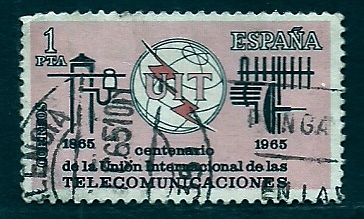 1 ESPAÑA
PTA
UIT
CORREOS
1865 centenario 1965
de la Unión Internacional de las
TELECOMUNICACIONES